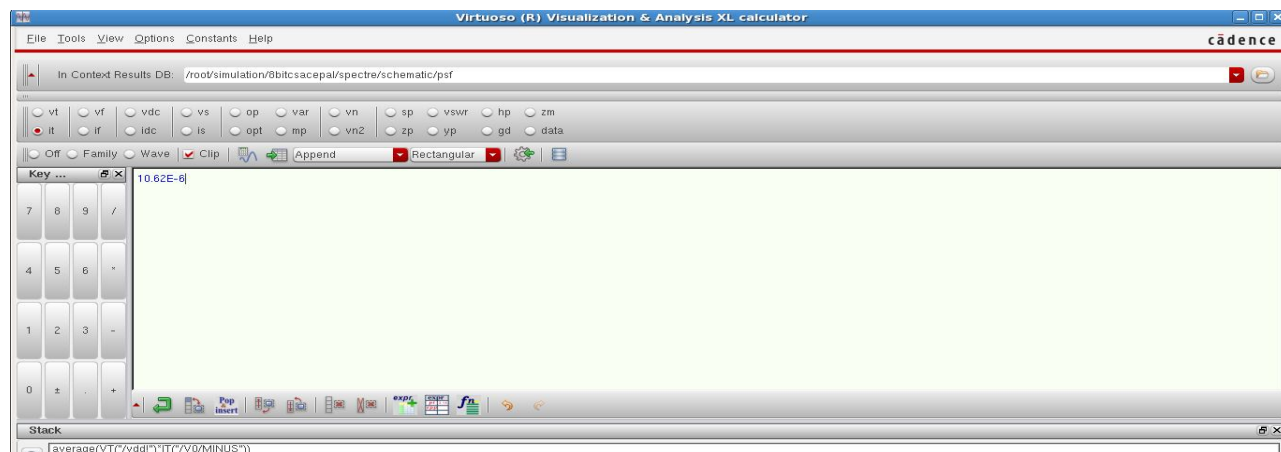 Virtuoso (R) Visualization & Analysis XL calculator
File Tools View Options Constants Help
cādence
In Context Results DB: /root/simulation/8bitcsacepal/spectre/schematic/psf
vt vf vdc vs op var vn sp vswr hp zm
it if idc is opt mp vn2 zp yp gd data
Off Family Wave Clip Append Rectangular
Key ...
10.62E-6
7 8 9 /
4 5 6 *
1 2 3 -
0 ± . +
Pop
insert
expr
expr
fn
Stack
average(VT("/vdd!")*IT("/V0/MINUS"))